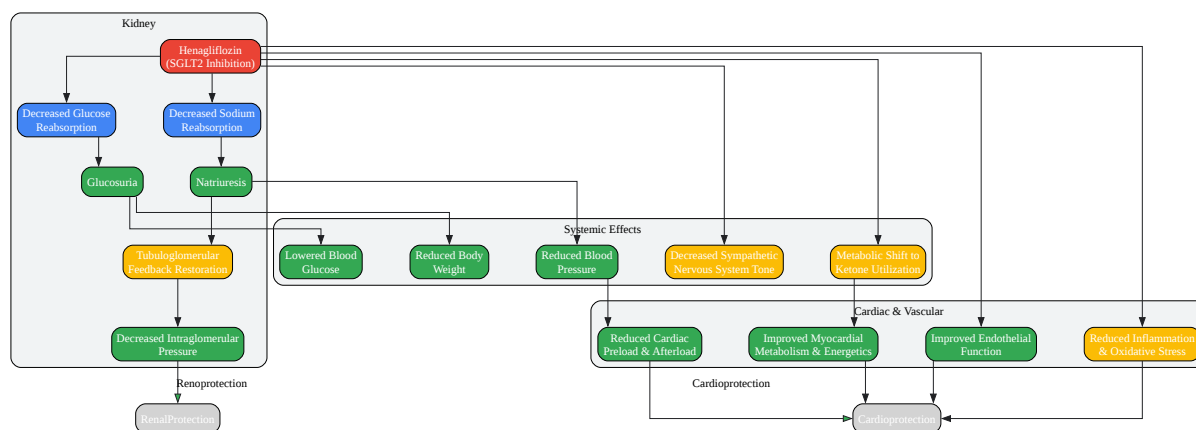 Kidney
Henagliflozin
(SGLT2 Inhibition)
Decreased Glucose
Reabsorption
Decreased Sodium
Reabsorption
Glucosuria
Natriuresis
Systemic Effects
Tubuloglomerular
Feedback Restoration
Lowered Blood
Glucose
Reduced Body
Weight
Reduced Blood
Pressure
Decreased Sympathetic
Nervous System Tone
Metabolic Shift to
Ketone Utilization
Cardiac & Vascular
Decreased Intraglomerular
Pressure
Reduced Cardiac
Preload & Afterload
Improved Myocardial
Metabolism & Energetics
Improved Endothelial
Function
Reduced Inflammation
& Oxidative Stress
Renoprotection
Cardioprotection
RenalProtection
Cardioprotection